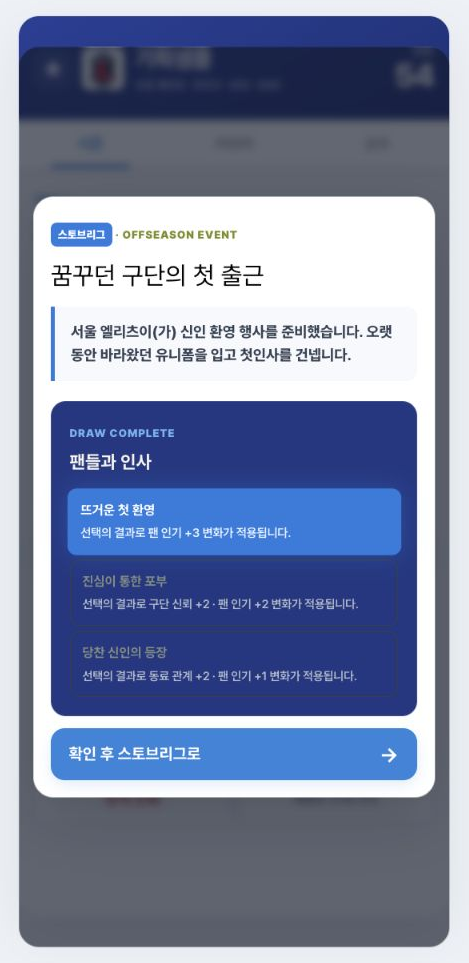 54
스토브리그 · OFFSEASON EVENT
꿈꾸던 구단의 첫 출근
서울 엘리츠이(가) 신인 환영 행사를 준비했습니다. 오랫
동안 바라왔던 유니폼을 입고 첫인사를 건넵니다.
DRAW COMPLETE
팬들과 인사
뜨거운 첫 환영
선택의 결과로 팬 인기 +3 변화가 적용됩니다.
진심이 통한 포부
선택의 결과로 구단 신뢰 +2 · 팬 인기 +2 변화가 적용됩니다.
당찬 신인의 등장
선택의 결과로 동료 관계 +2 · 팬 인기 +1 변화가 적용됩니다.
확인 후 스토브리그로 →